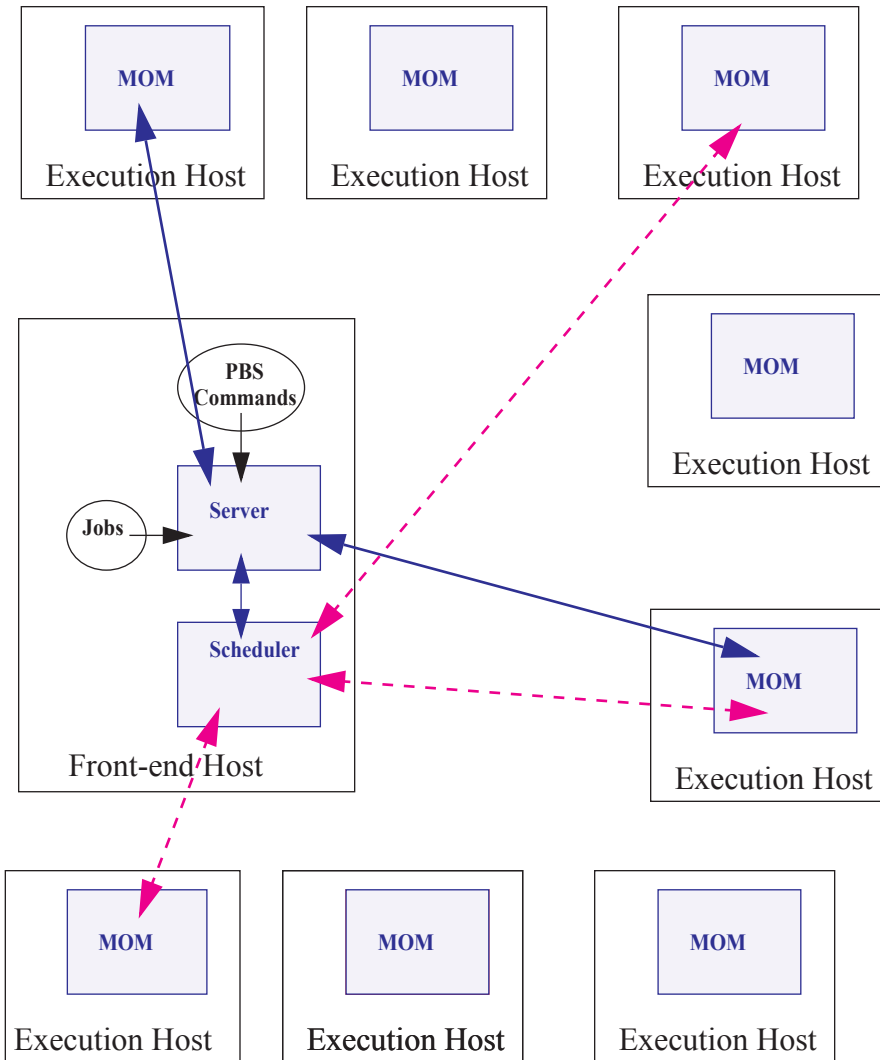 MOM
MOM
MOM
Execution Host
Execution Host
Execution Host
PBS
Commands
MOM
Execution Host
Server
Jobs
Scheduler
MOM
Front-end Host
Execution Host
MOM
MOM
MOM
Execution Host
Execution Host
Execution Host